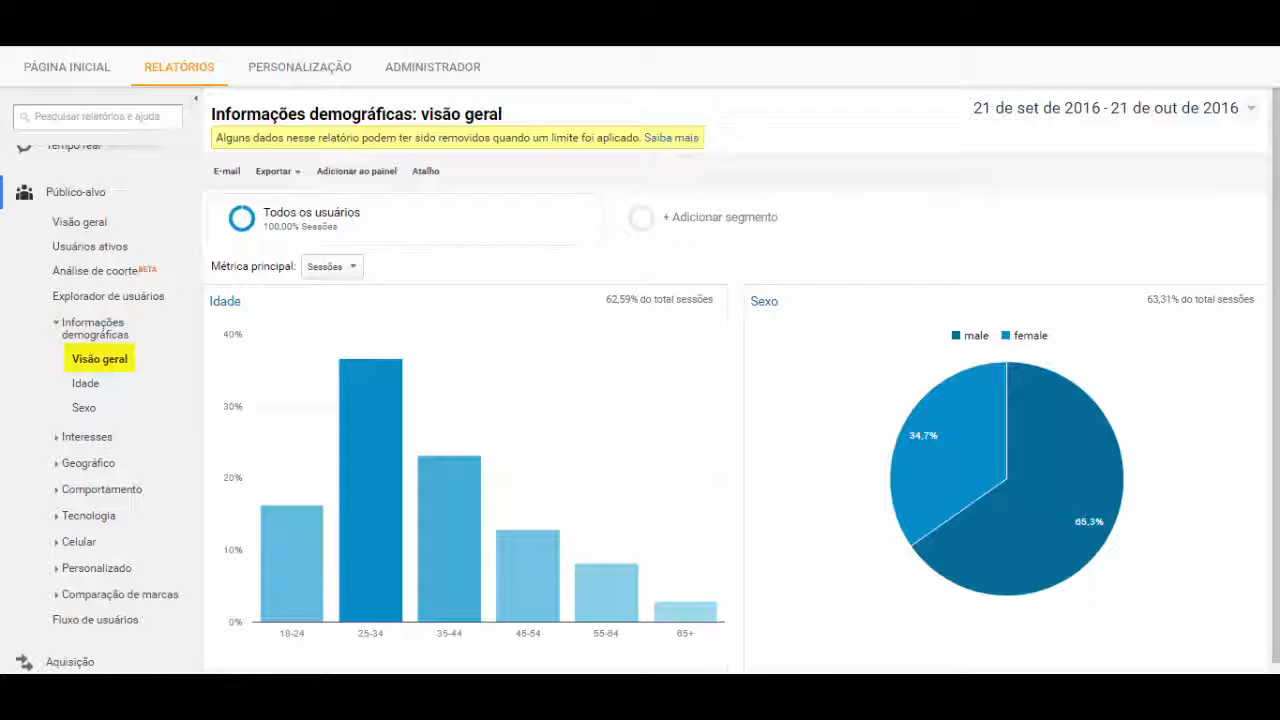 PÁGINA INICIAL RELATÓRIOS PERSONALIZAÇÃO ADMINISTRADOR
Pesquisar relatórios e ajuda
Tempo real
Público-alvo
Visão geral
Usuários ativos
Análise de coorte BETA
Explorador de usuários
Informações
demográficas
Visão geral
Idade
Sexo
Interesses
Geográfico
Comportamento
Tecnologia
Celular
Personalizado
Comparação de marcas
Fluxo de usuários
Aquisição
Informações demográficas: visão geral
21 de set de 2016 - 21 de out de 2016
Alguns dados nesse relatório podem ter sido removidos quando um limite foi aplicado. Saiba mais
E-mail Exportar Adicionar ao painel Atalho
Todos os usuários
100,00% Sessões
+ Adicionar segmento
Métrica principal: Sessões
Idade
62,59% do total sessões
40%
30%
20%
10%
0%
18-24 25-34 35-44 45-54 55-64 65+
Sexo
63,31% do total sessões
male female
34,7%
65,3%